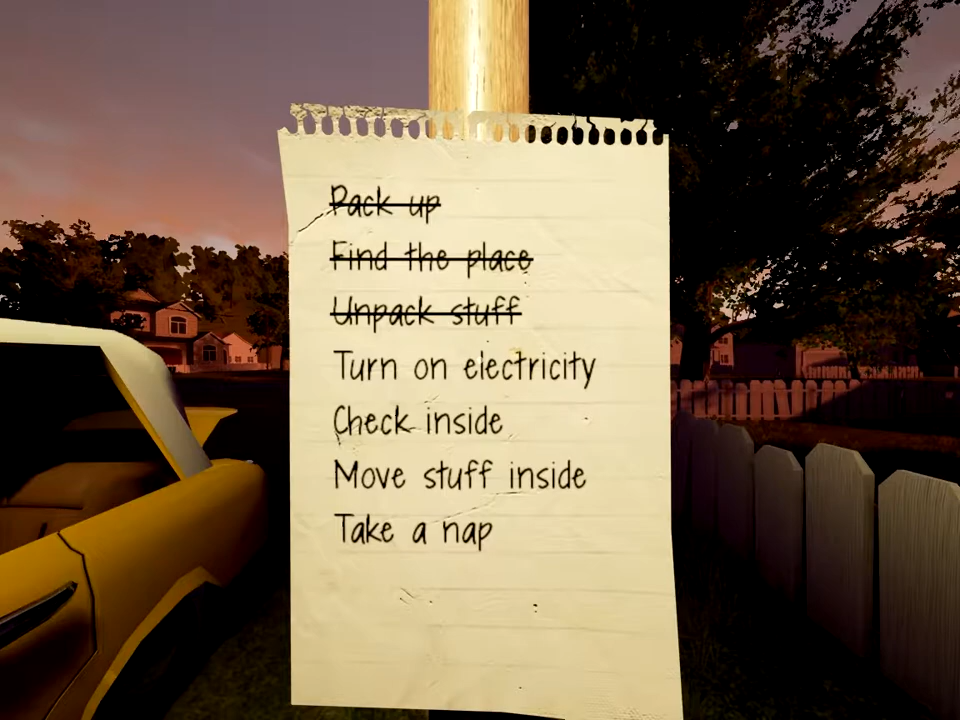 Pack up
Find the place
Unpack stuff
Turn on electricity
Check inside
Move stuff inside
Take a nap